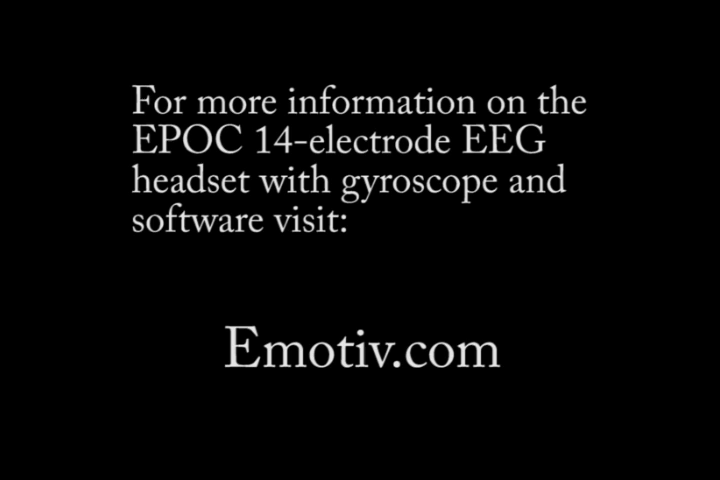 For more information on the
EPOC 14-electrode EEG
headset with gyroscope and
software visit:
Emotiv.com